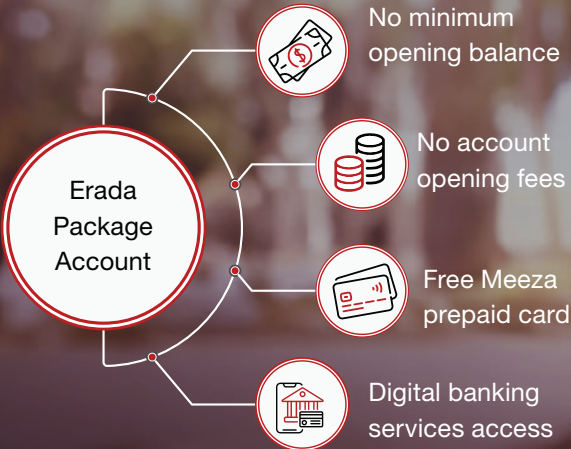 No minimum
opening balance
No account
opening fees
Erada
Package
Account
Free Meeza
prepaid card
Digital banking
services access